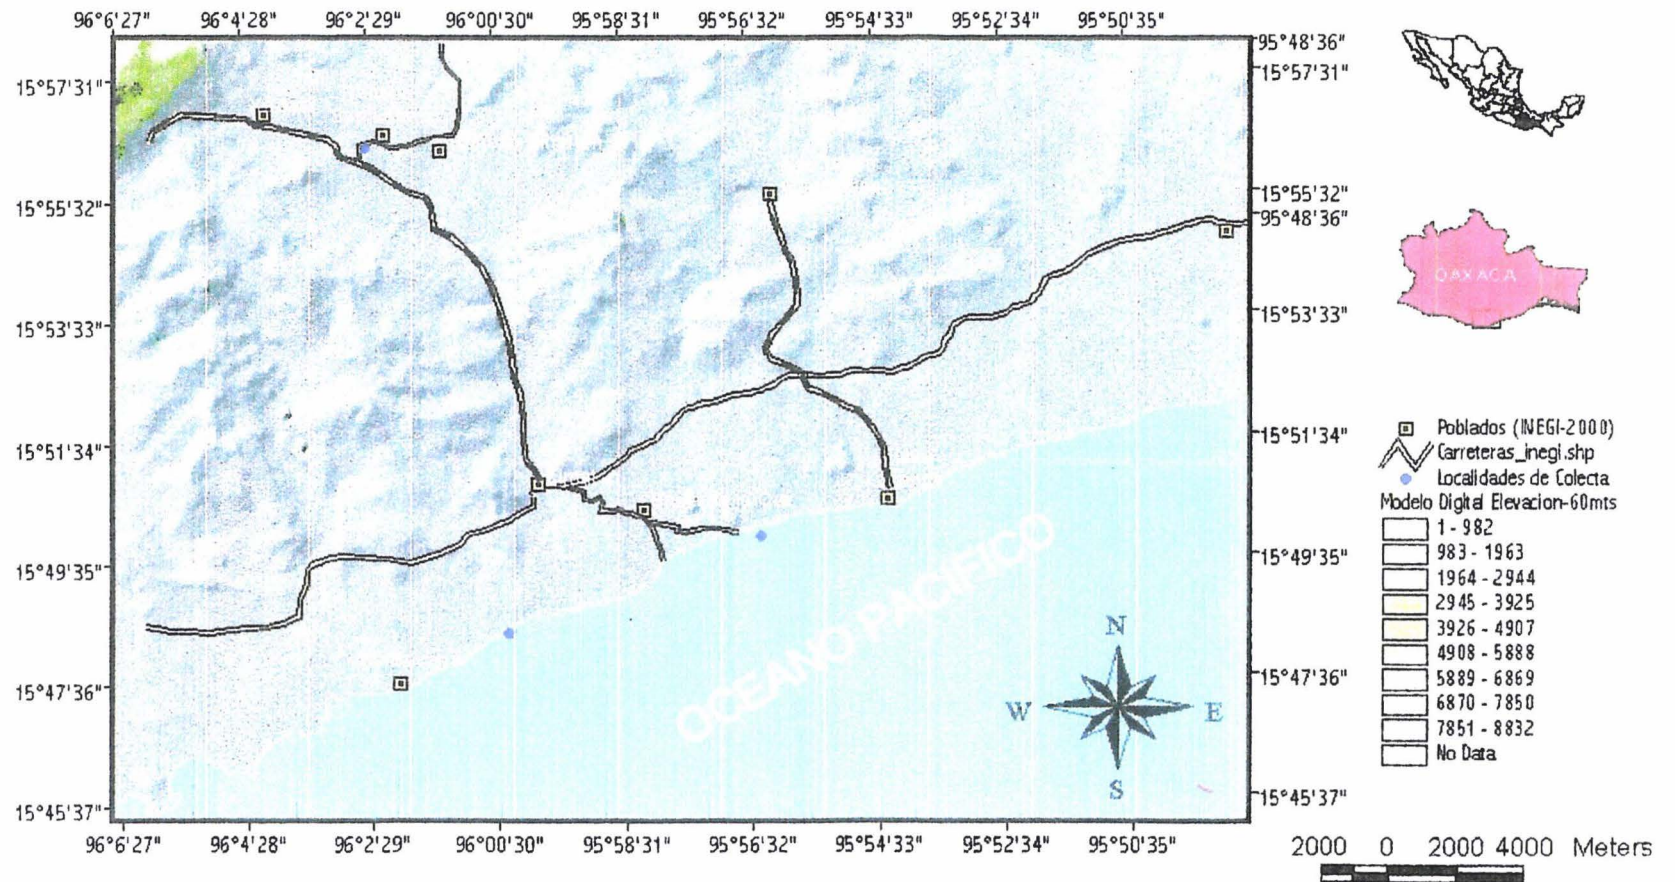 96°6'27" 96°4'28" 96°2'29" 96°00'30" 95°58'31" 95°56'32" 95°54'33" 95°52'34" 95°50'35"
95°48'36"
15°57'31"
15°57'31"
15°55'32"
15°55'32"
95°48'36"
15°53'33"
15°53'33"
15°51'34"
15°51'34"
15°49'35"
15°49'35"
15°47'36"
15°47'36"
15°45'37"
15°45'37"
96°6'27" 96°4'28" 96°2'29" 96°00'30" 95°58'31" 95°56'32" 95°54'33" 95°52'34" 95°50'35"
OCEANO PACIFICO
N
W E
S
OAXACA
Poblados (INEGI-2000)
Carreteras_inegi.shp
Localidades de Colecta
Modelo Digital Elevacion-60mts
1 - 982
983 - 1963
1964 - 2944
2945 - 3925
3926 - 4907
4908 - 5888
5889 - 6869
6870 - 7850
7851 - 8832
No Data
2000 0 2000 4000 Meters